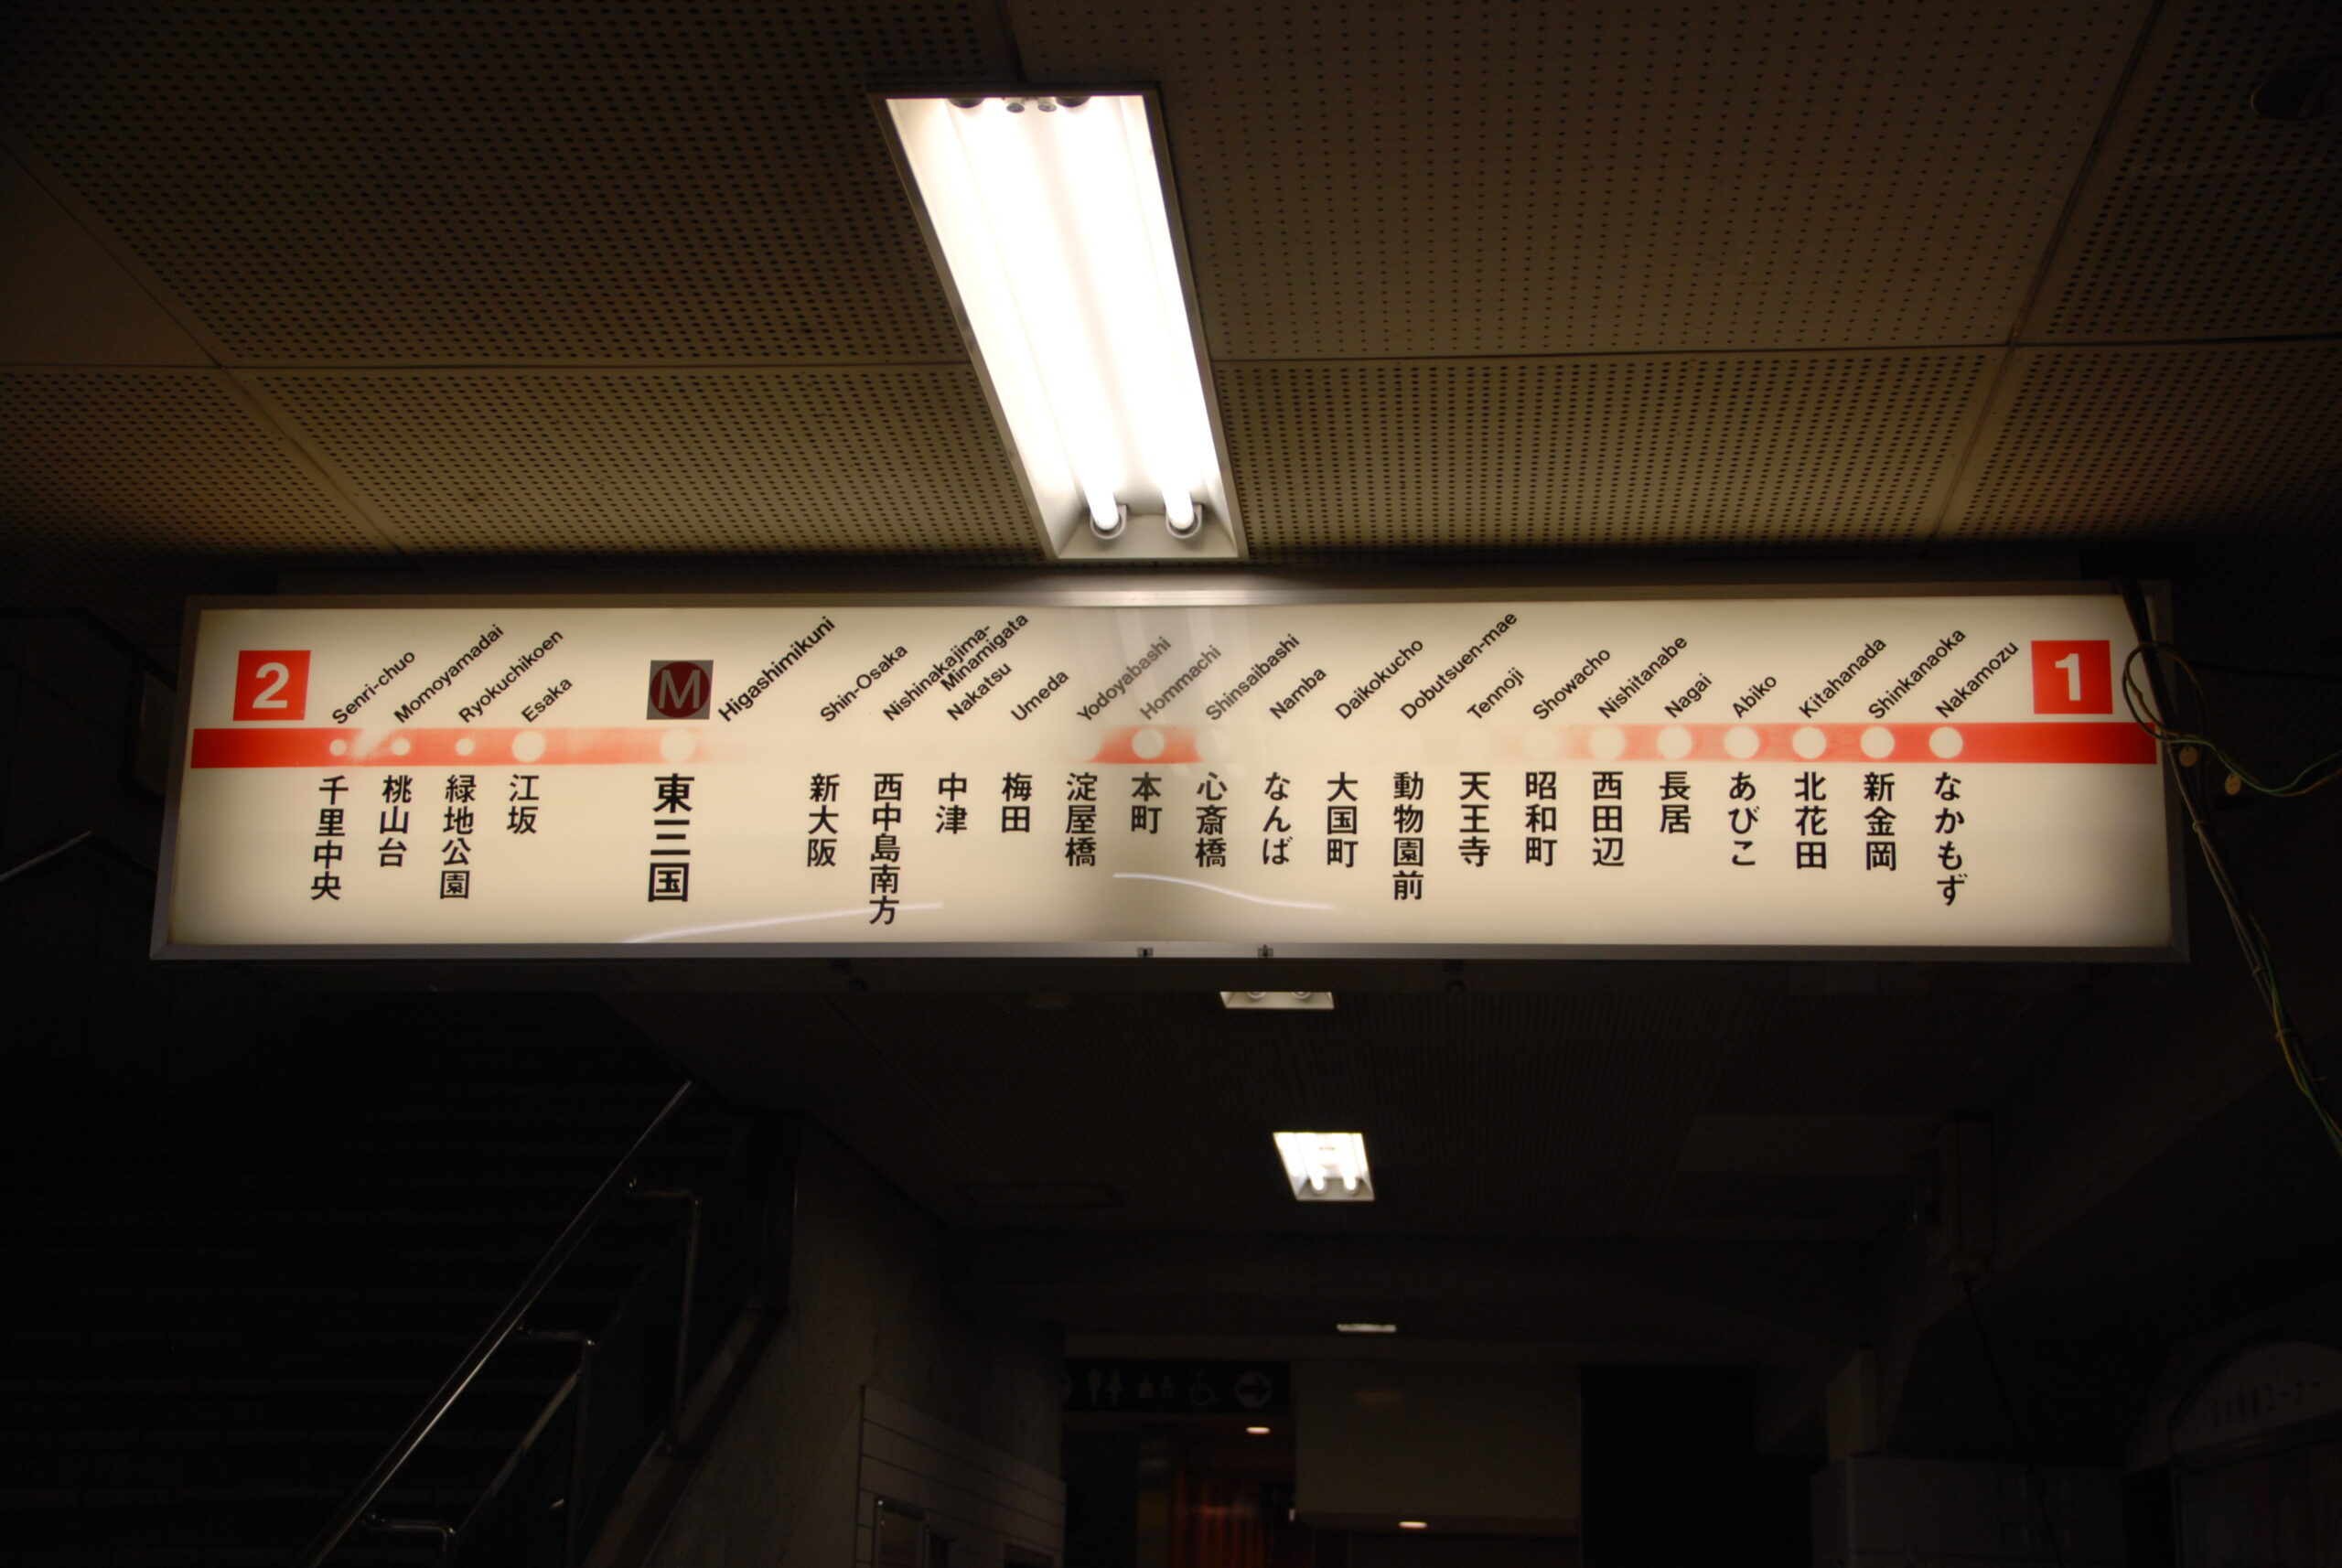 2
Senri-chuo
Momoyamadai
Ryokuchikoen
Esaka
M
Higashimikuni
Shin-Osaka
Nishinakajima-
Minamigata
Nakatsu
Umeda
Yodoyabashi
Hommachi
Shinsaibashi
Namba
Daikokucho
Dobutsuen-mae
Tennoji
Showacho
Nishitanabe
Nagai
Abiko
Kitahanada
Shinkanaoka
Nakamozu
1
千里中央
桃山台
緑地公園
江坂
東三国
新大阪
西中島南方
中津
梅田
淀屋橋
本町
心斎橋
なんば
大国町
動物園前
天王寺
昭和町
西田辺
長居
あびこ
北花田
新金岡
なかもず